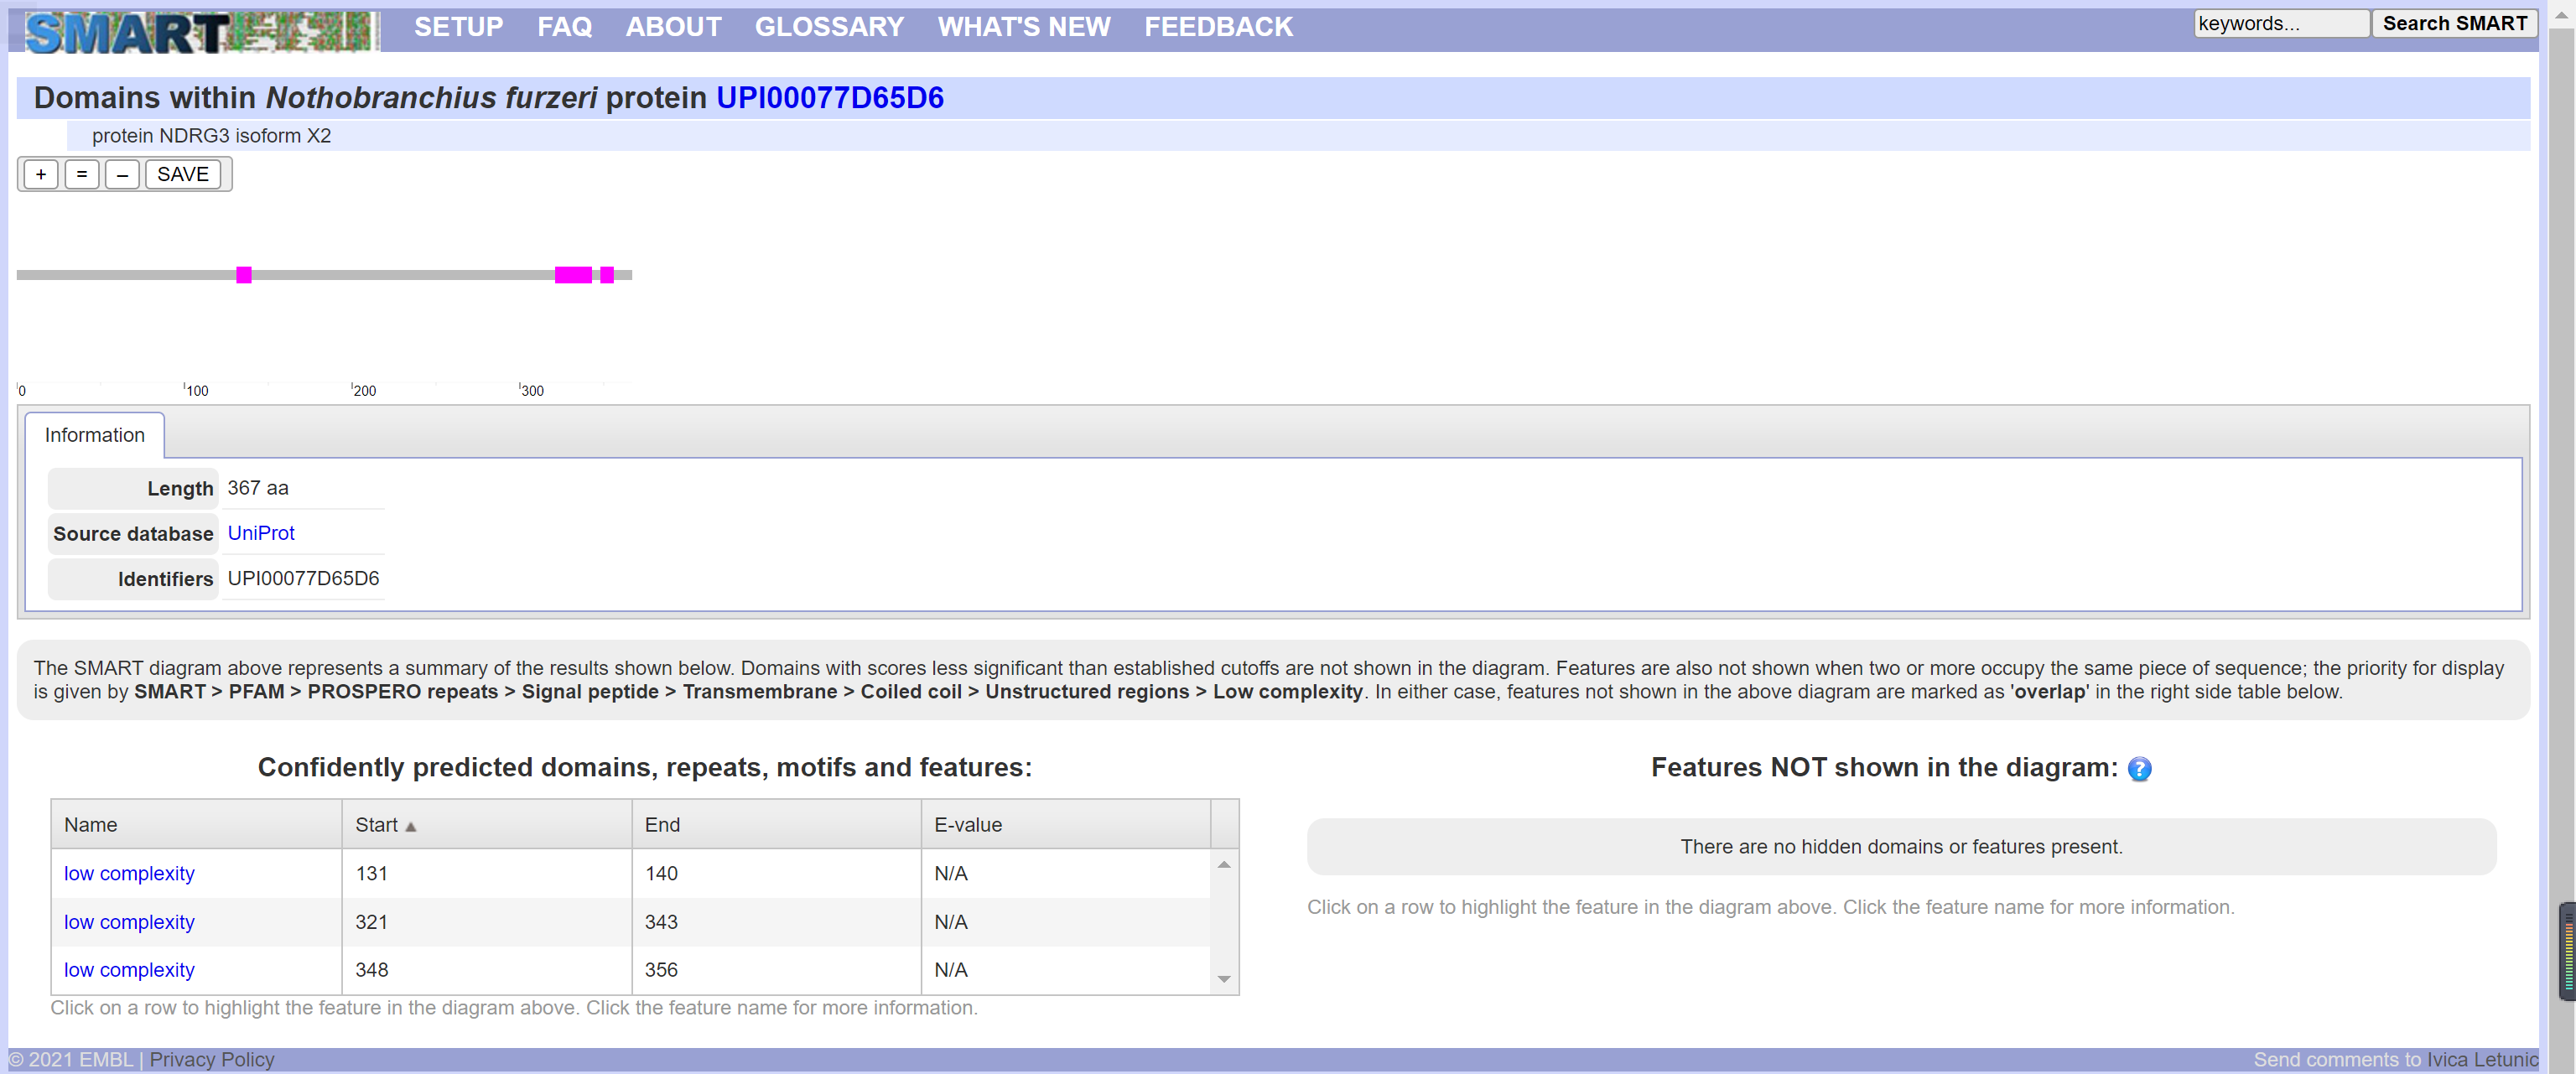 SMART
SETUP FAQ ABOUT GLOSSARY WHAT'S NEW FEEDBACK
keywords... Search SMART
Domains within Nothobranchius furzeri protein UPI00077D65D6
protein NDRG3 isoform X2
+ = – SAVE
0 100 200 300
Information
Length 367 aa
Source database UniProt
Identifiers UPI00077D65D6
The SMART diagram above represents a summary of the results shown below. Domains with scores less significant than established cutoffs are not shown in the diagram. Features are also not shown when two or more occupy the same piece of sequence; the priority for display
is given by SMART > PFAM > PROSPERO repeats > Signal peptide > Transmembrane > Coiled coil > Unstructured regions > Low complexity. In either case, features not shown in the above diagram are marked as 'overlap' in the right side table below.
Confidently predicted domains, repeats, motifs and features:
Name Start End E-value
low complexity 131 140 N/A
low complexity 321 343 N/A
low complexity 348 356 N/A
Click on a row to highlight the feature in the diagram above. Click the feature name for more information.
Features NOT shown in the diagram: ?
There are no hidden domains or features present.
Click on a row to highlight the feature in the diagram above. Click the feature name for more information.
© 2021 EMBL | Privacy Policy
Send comments to Ivica Letunic